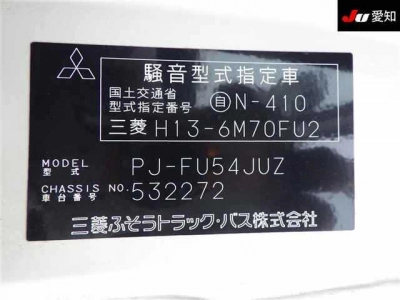 JU 愛知
騒音型式指定車
国土交通省
型式指定番号 自N-410
三菱 H13-6M70FU2
MODEL
型式 PJ-FU54JUZ
CHASSIS NO.
車台番号 532272
三菱ふそうトラック・バス株式会社